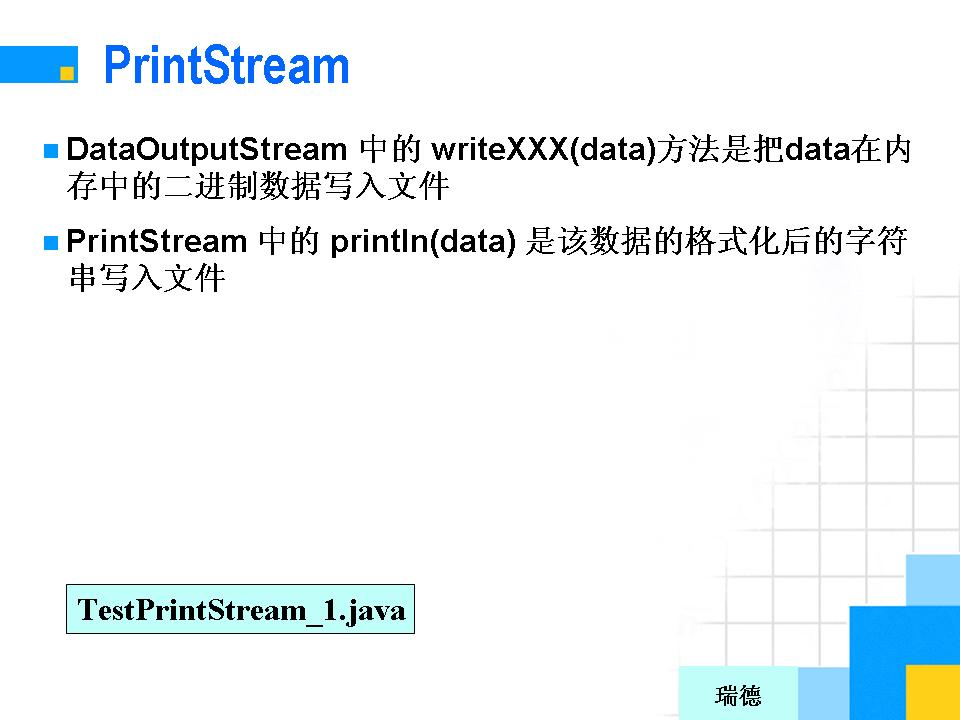 PrintStream
DataOutputStream 中的 writeXXX(data)方法是把data在内
存中的二进制数据写入文件
PrintStream 中的 println(data) 是该数据的格式化后的字符
串写入文件
TestPrintStream_1.java
瑞德